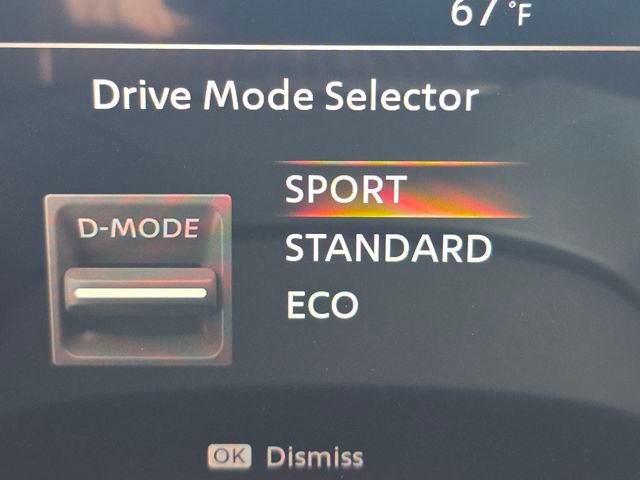 67 °F
Drive Mode Selector
SPORT
D-MODE
STANDARD
ECO
OK Dismiss